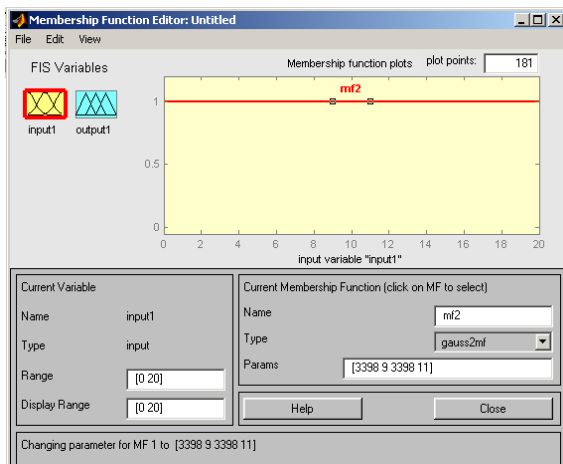 Membership Function Editor: Untitled
File Edit View
FIS Variables
Membership function plots plot points: 181
mf2
input1 output1
1
0.5
0
0 2 4 6 8 10 12 14 16 18 20
input variable "input1"
Current Variable
Name input1
Type input
Range [0 20]
Display Range [0 20]
Current Membership Function (click on MF to select)
Name mf2
Type gauss2mf
Params [3398 9 3398 11]
Help Close
Changing parameter for MF 1 to [3398 9 3398 11]